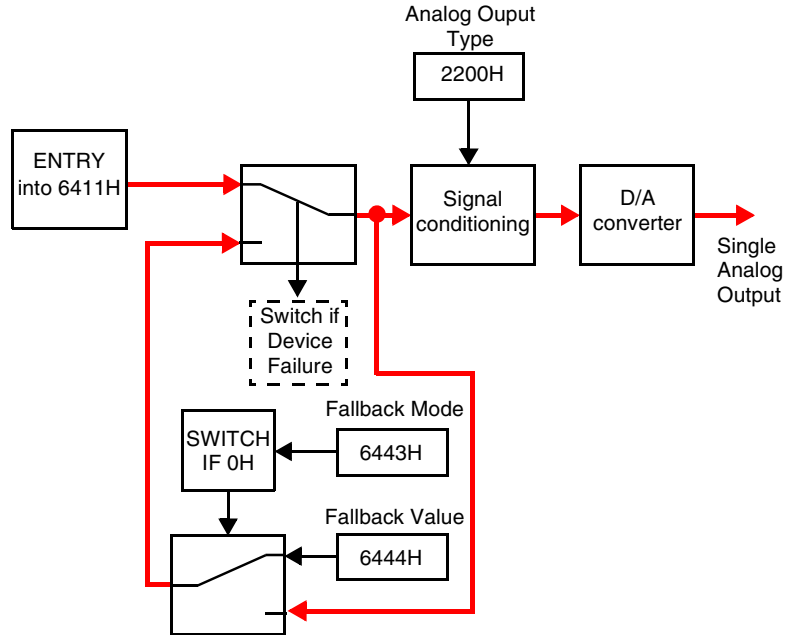 Analog Ouput
Type
2200H
ENTRY
into 6411H
Signal
conditioning
D/A
converter
Single
Analog
Output
Switch if
Device
Failure
Fallback Mode
SWITCH
IF 0H
6443H
Fallback Value
6444H